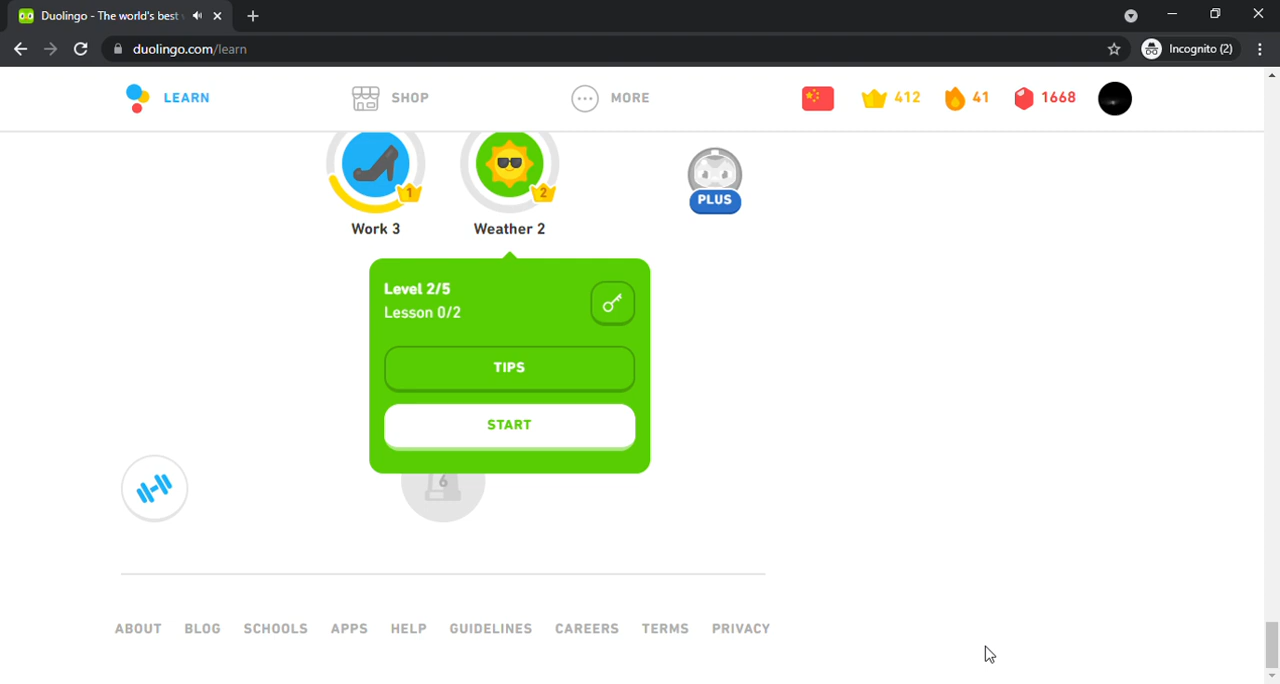 Duolingo - The world's best
duolingo.com/learn
Incognito (2)
LEARN
SHOP
MORE
412
41
1668
1
2
PLUS
Work 3
Weather 2
Level 2/5
Lesson 0/2
TIPS
START
6
ABOUT BLOG SCHOOLS APPS HELP GUIDELINES CAREERS TERMS PRIVACY